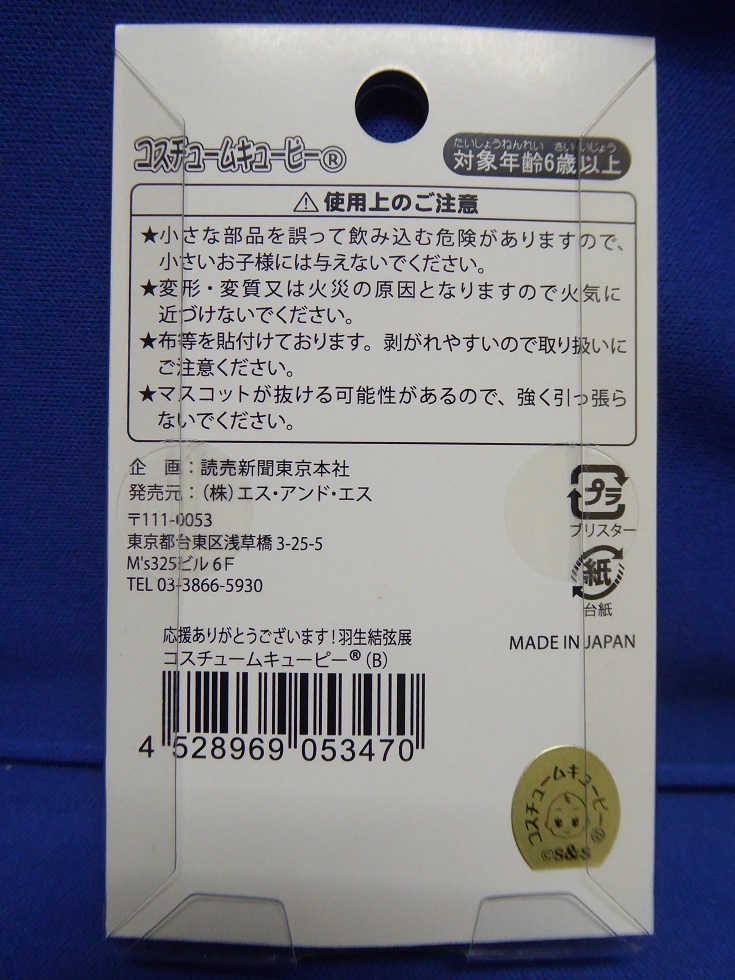 コスチュームキューピー®
たいしょうねんれい さい いじょう
対象年齢6歳以上
⚠使用上のご注意
★小さな部品を誤って飲み込む危険がありますので、
小さいお子様には与えないでください。
★変形・変質又は火災の原因となりますので火気に
近づけないでください。
★布等を貼付けております。剥がれやすいので取り扱いに
ご注意ください。
★マスコットが抜ける可能性があるので、強く引っ張ら
ないでください。
企　画：読売新聞東京本社
発売元：（株）エス・アンド・エス
〒111-0053
東京都台東区浅草橋 3-25-5
M's325ビル 6F
TEL 03-3866-5930
プラ
ブリスター
紙
台紙
MADE IN JAPAN
応援ありがとうございます！羽生結弦展
コスチュームキューピー®（B）
4 528969 053470
コスチュームキューピー®
©S&S